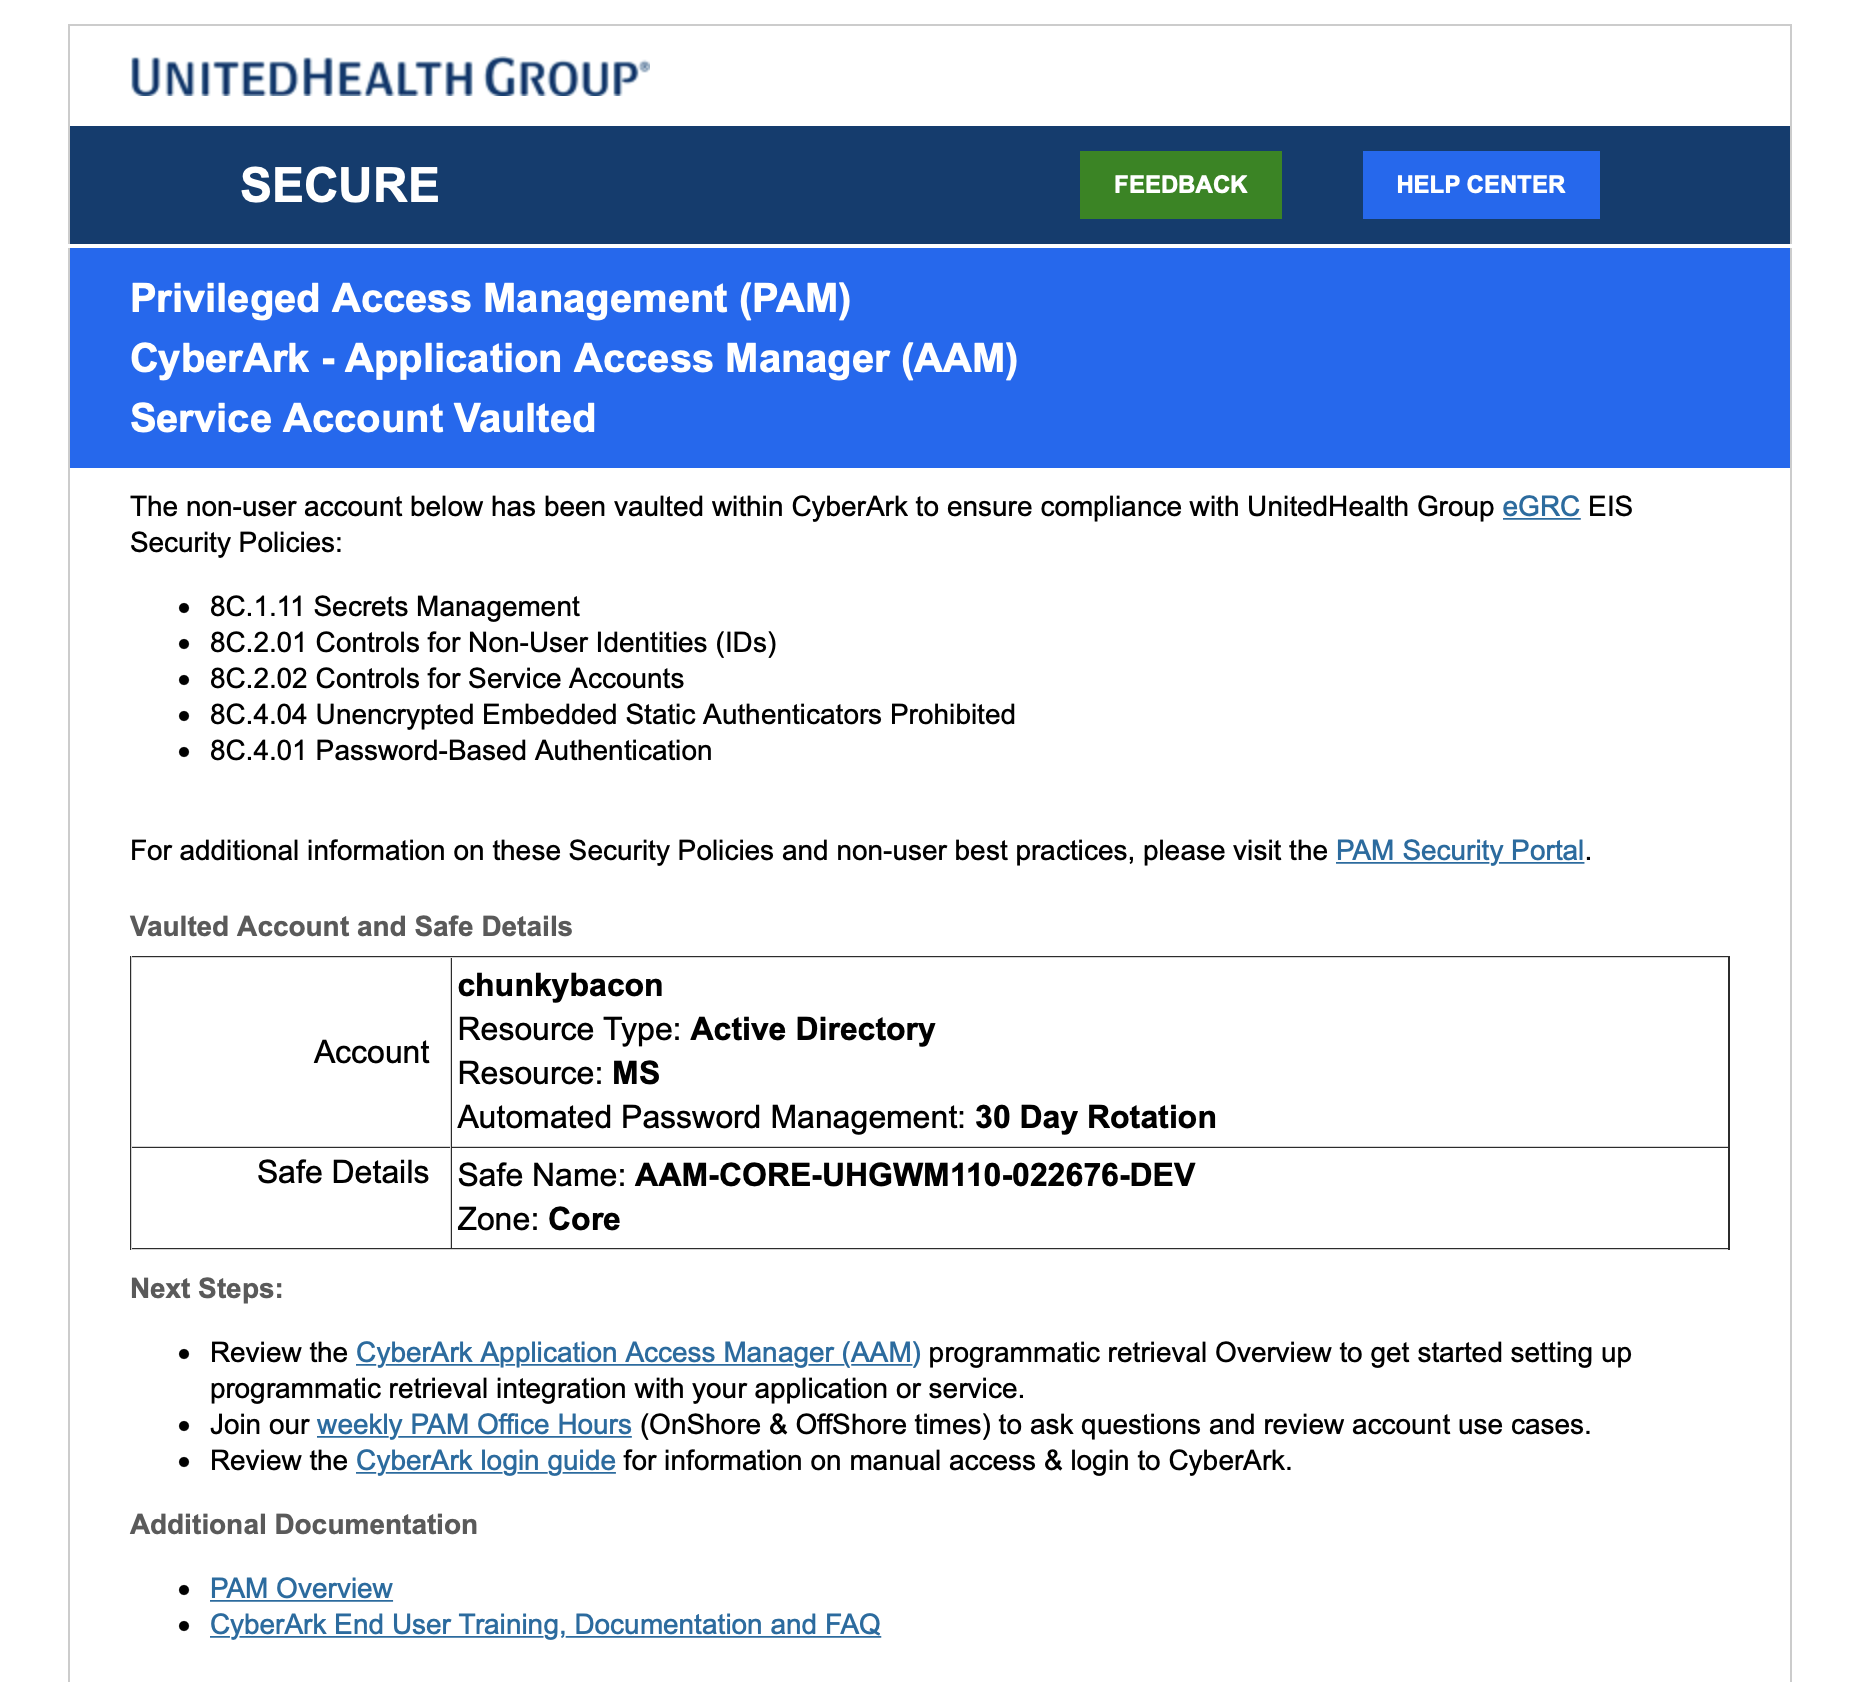 UNITEDHEALTH GROUP®
SECURE
FEEDBACK
HELP CENTER
Privileged Access Management (PAM)
CyberArk - Application Access Manager (AAM)
Service Account Vaulted
The non-user account below has been vaulted within CyberArk to ensure compliance with UnitedHealth Group eGRC EIS
Security Policies:
• 8C.1.11 Secrets Management
• 8C.2.01 Controls for Non-User Identities (IDs)
• 8C.2.02 Controls for Service Accounts
• 8C.4.04 Unencrypted Embedded Static Authenticators Prohibited
• 8C.4.01 Password-Based Authentication
For additional information on these Security Policies and non-user best practices, please visit the PAM Security Portal.
Vaulted Account and Safe Details
Account
chunkybacon
Resource Type: Active Directory
Resource: MS
Automated Password Management: 30 Day Rotation
Safe Details
Safe Name: AAM-CORE-UHGWM110-022676-DEV
Zone: Core
Next Steps:
• Review the CyberArk Application Access Manager (AAM) programmatic retrieval Overview to get started setting up
programmatic retrieval integration with your application or service.
• Join our weekly PAM Office Hours (OnShore & OffShore times) to ask questions and review account use cases.
• Review the CyberArk login guide for information on manual access & login to CyberArk.
Additional Documentation
• PAM Overview
• CyberArk End User Training, Documentation and FAQ